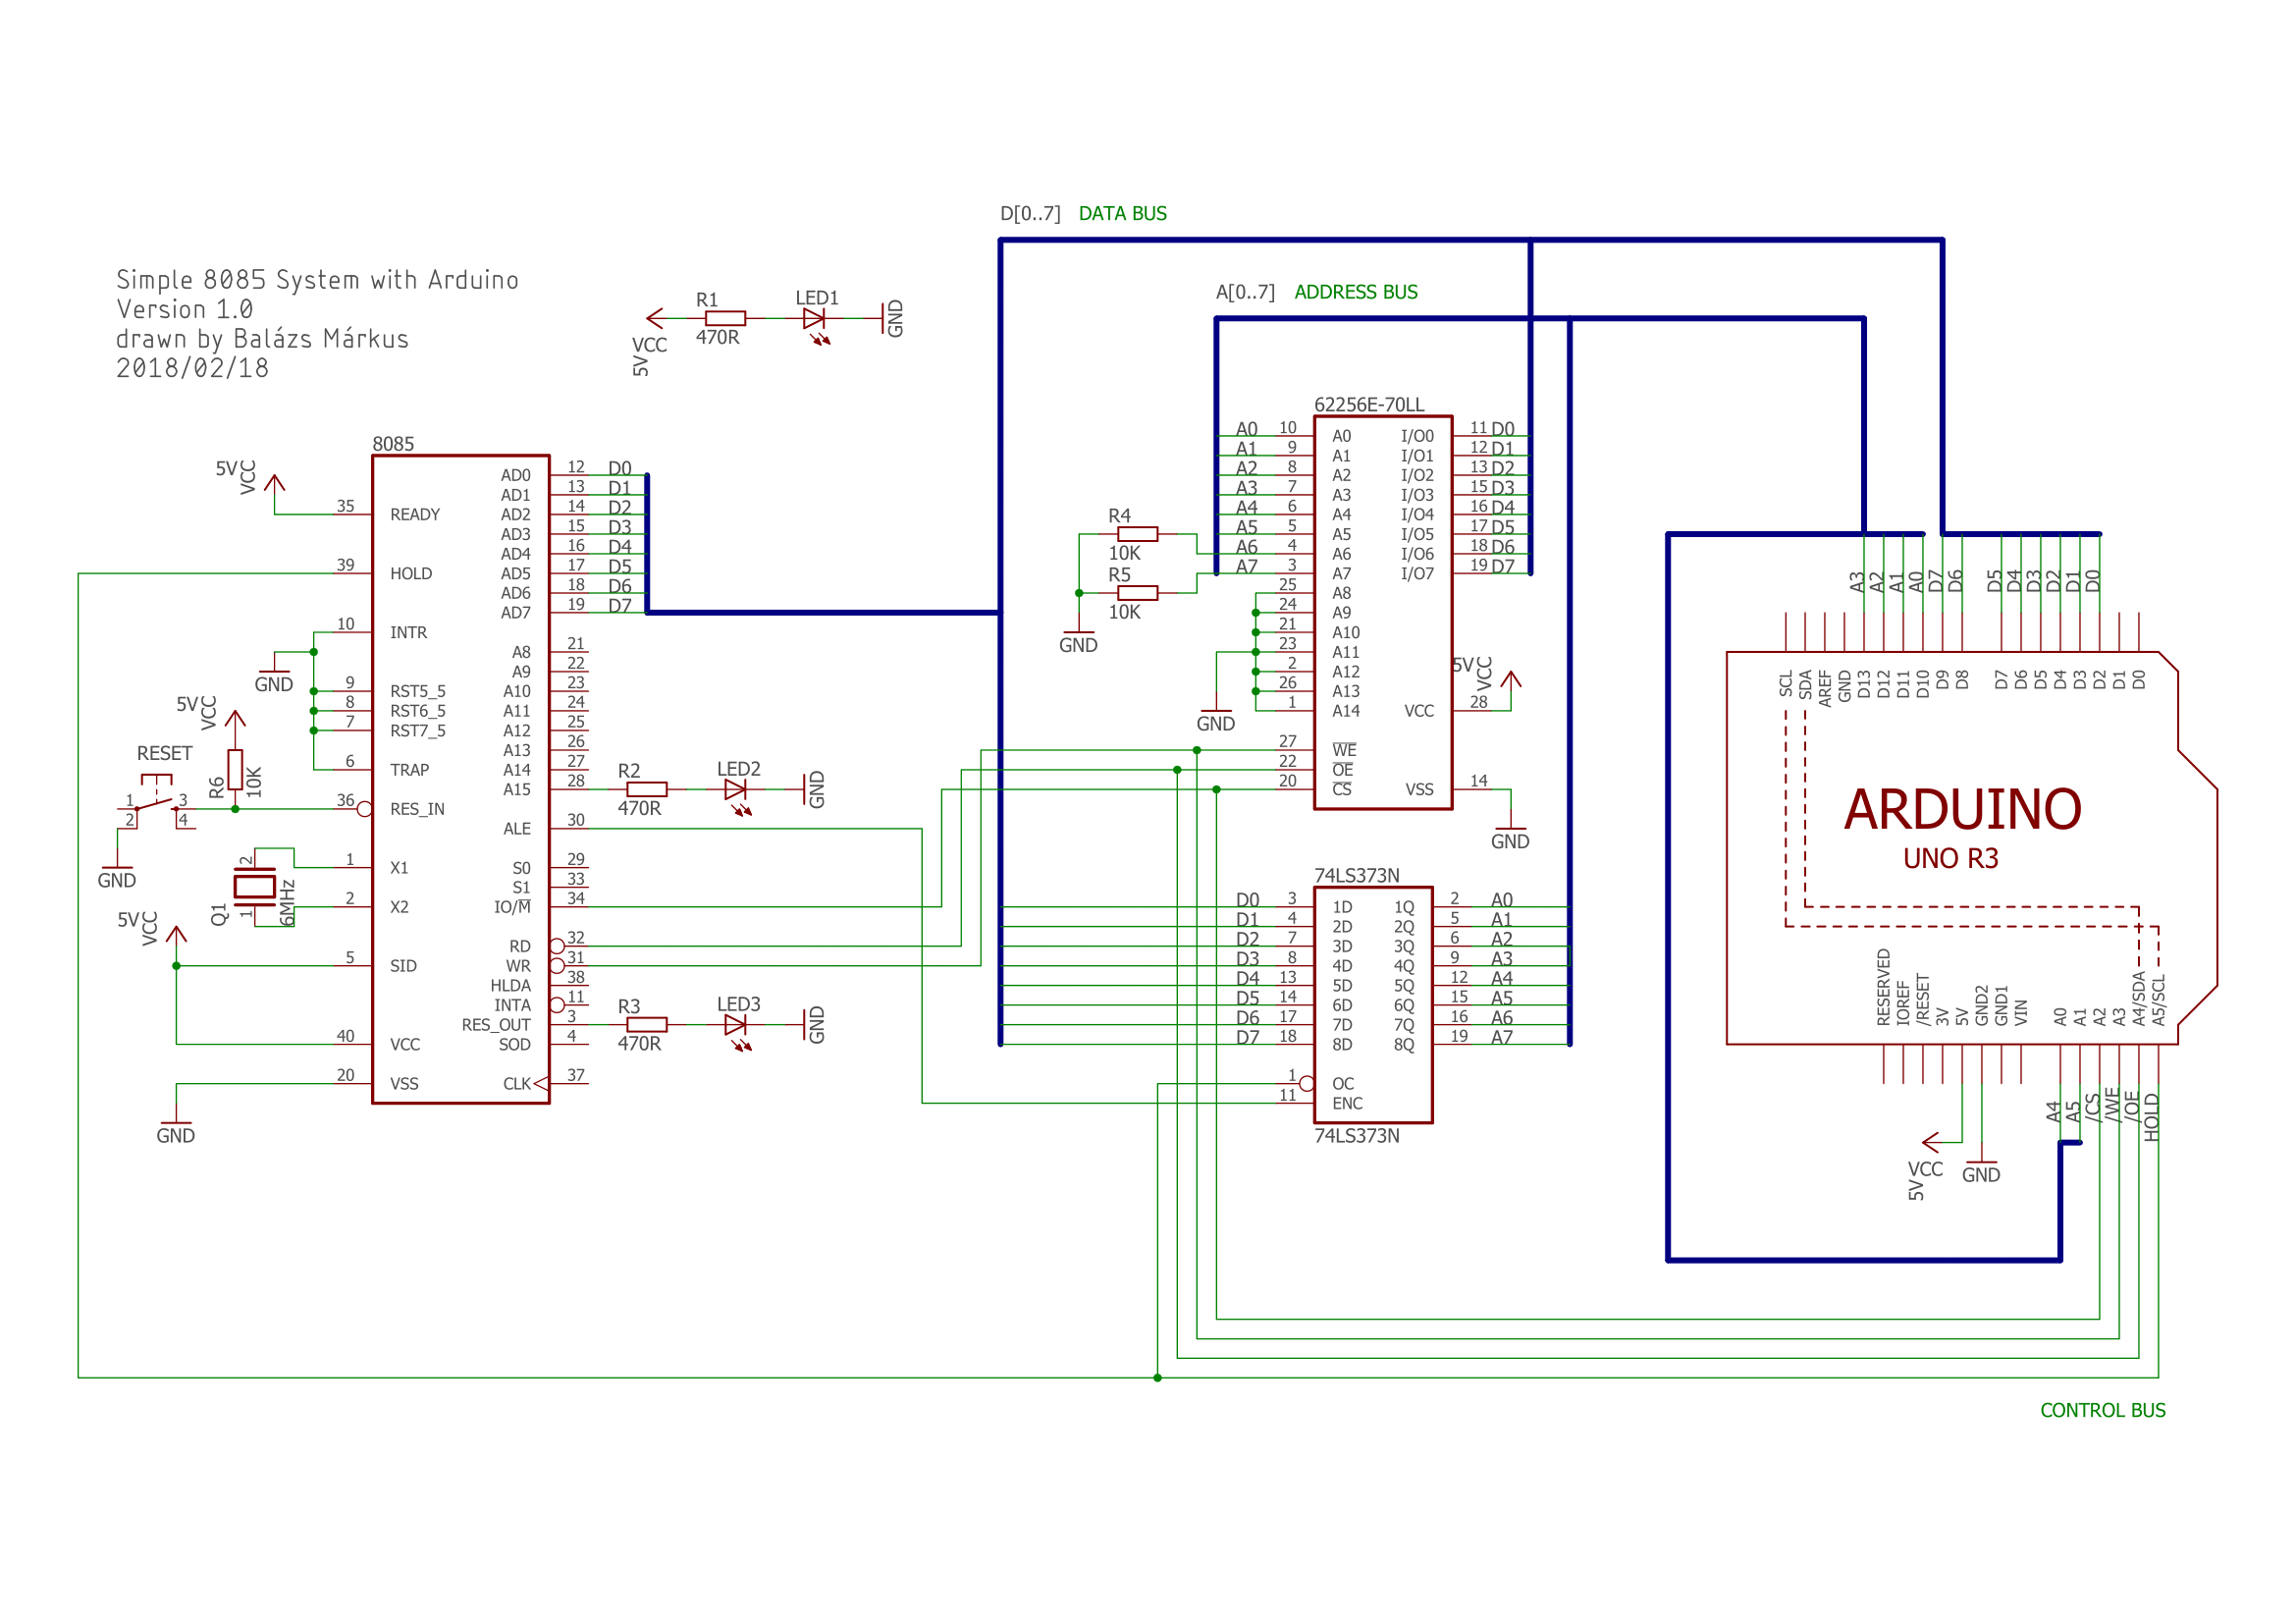 D[0..7] DATA BUS
Simple 8085 System with Arduino
Version 1.0
drawn by Balázs Márkus
2018/02/18
R1
470R
LED1
GND
VCC
5V
A[0..7] ADDRESS BUS
8085
5V
VCC
35 READY
39 HOLD
10 INTR
GND
9 RST5_5
8 RST6_5
7 RST7_5
6 TRAP
5V
VCC
R6
10K
RESET
1 3
2 4
GND
36 RES_IN
1 X1
2 X2
2
1
Q1
6MHz
5V
VCC
5 SID
40 VCC
20 VSS
GND
AD0 12 D0
AD1 13 D1
AD2 14 D2
AD3 15 D3
AD4 16 D4
AD5 17 D5
AD6 18 D6
AD7 19 D7
A8 21
A9 22
A10 23
A11 24
A12 25
A13 26
A14 27
A15 28
R2
470R
LED2
GND
ALE 30
S0 29
S1 33
IO/M 34
RD 32
WR 31
HLDA 38
INTA 11
RES_OUT 3
SOD 4
CLK 37
R3
470R
LED3
GND
62256E-70LL
A0 10 A0 I/O0 11 D0
A1 9 A1 I/O1 12 D1
A2 8 A2 I/O2 13 D2
A3 7 A3 I/O3 15 D3
A4 6 A4 I/O4 16 D4
A5 5 A5 I/O5 17 D5
A6 4 A6 I/O6 18 D6
A7 3 A7 I/O7 19 D7
25 A8
24 A9
21 A10
23 A11
2 A12
26 A13
1 A14 VCC 28
27 WE
22 OE
20 CS VSS 14
R4
10K
R5
10K
GND
GND
5V
VCC
GND
74LS373N
D0 3 1D 1Q 2 A0
D1 4 2D 2Q 5 A1
D2 7 3D 3Q 6 A2
D3 8 4D 4Q 9 A3
D4 13 5D 5Q 12 A4
D5 14 6D 6Q 15 A5
D6 17 7D 7Q 16 A6
D7 18 8D 8Q 19 A7
1 OC
11 ENC
74LS373N
A3 A2 A1 A0 D7 D6 D5 D4 D3 D2 D1 D0
SCL SDA AREF GND D13 D12 D11 D10 D9 D8 D7 D6 D5 D4 D3 D2 D1 D0
ARDUINO
UNO R3
RESERVED IOREF /RESET 3V 5V GND2 GND1 VIN A0 A1 A2 A3 A4/SDA A5/SCL
A4 A5 /CS /WE /OE HOLD
VCC
5V
GND
CONTROL BUS